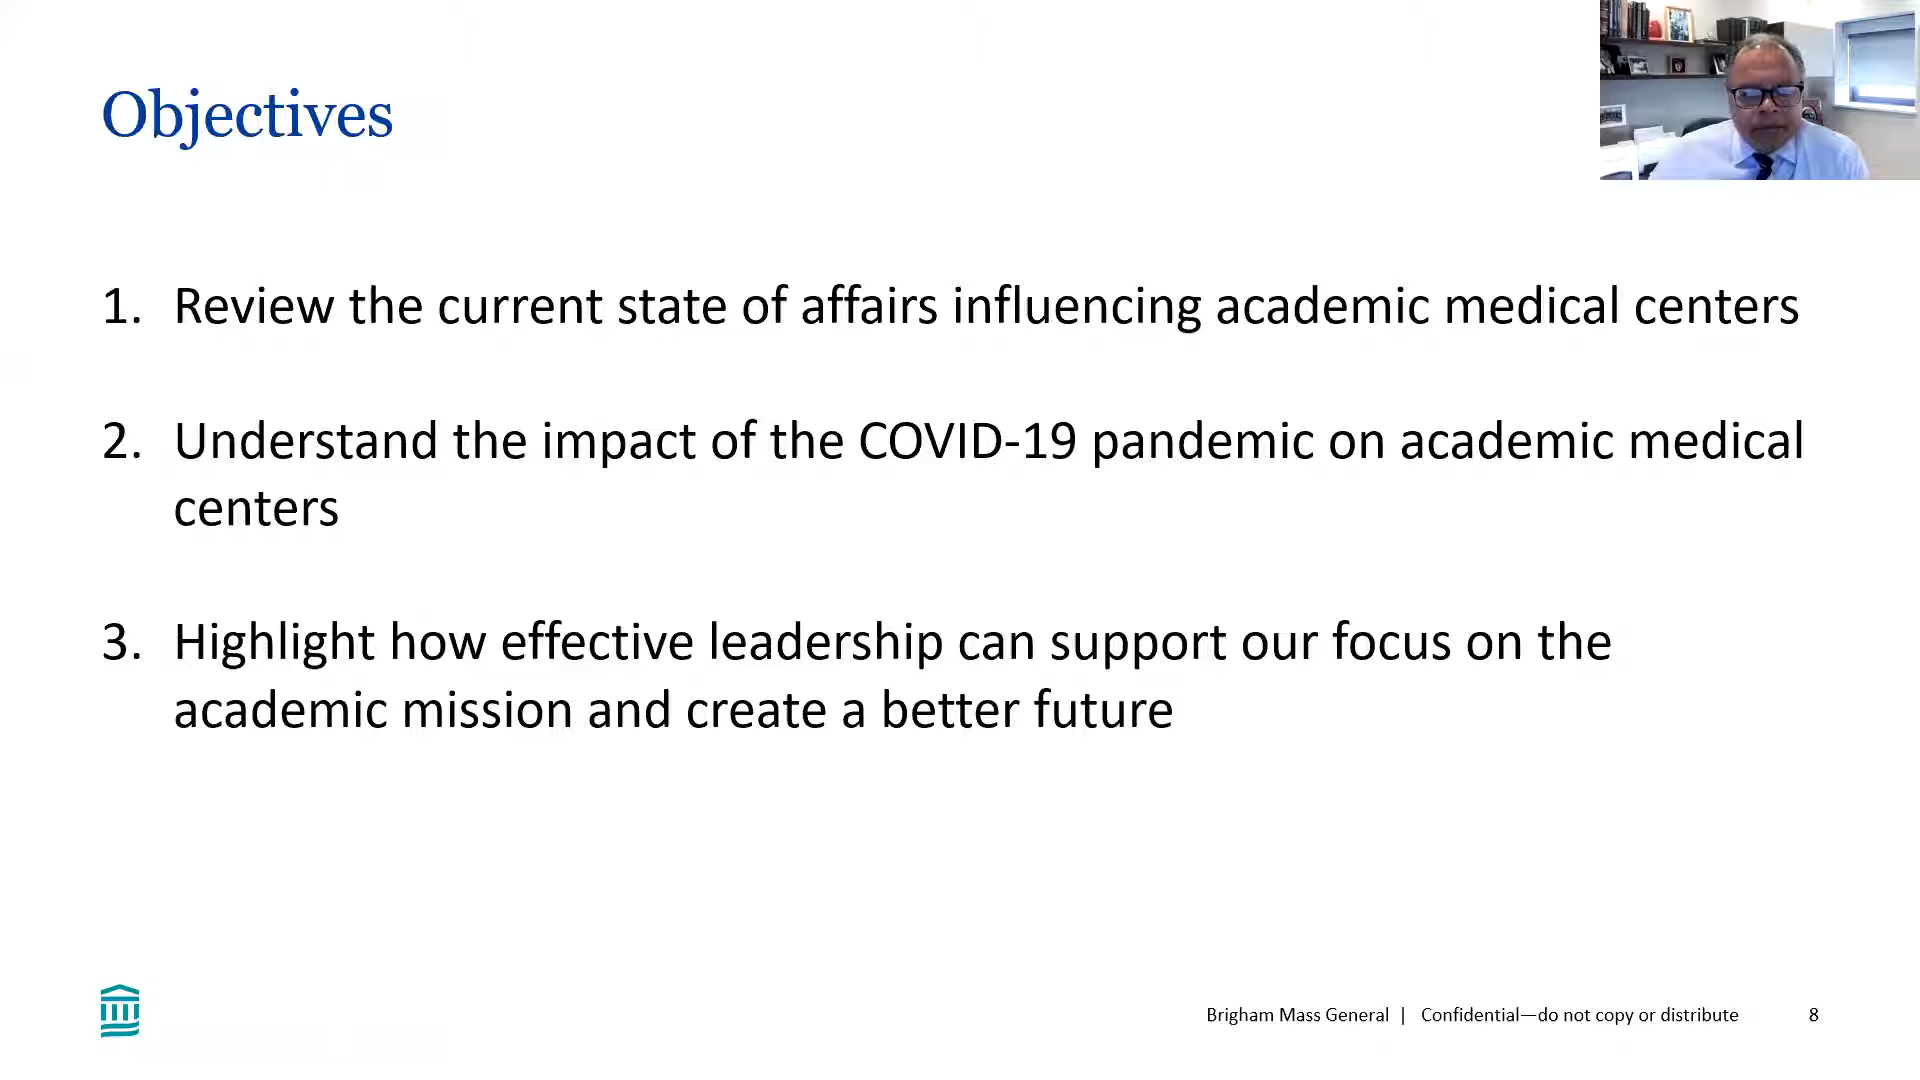 Objectives
1. Review the current state of affairs influencing academic medical centers
2. Understand the impact of the COVID-19 pandemic on academic medical
centers
3. Highlight how effective leadership can support our focus on the
academic mission and create a better future
Brigham Mass General | Confidential—do not copy or distribute 8